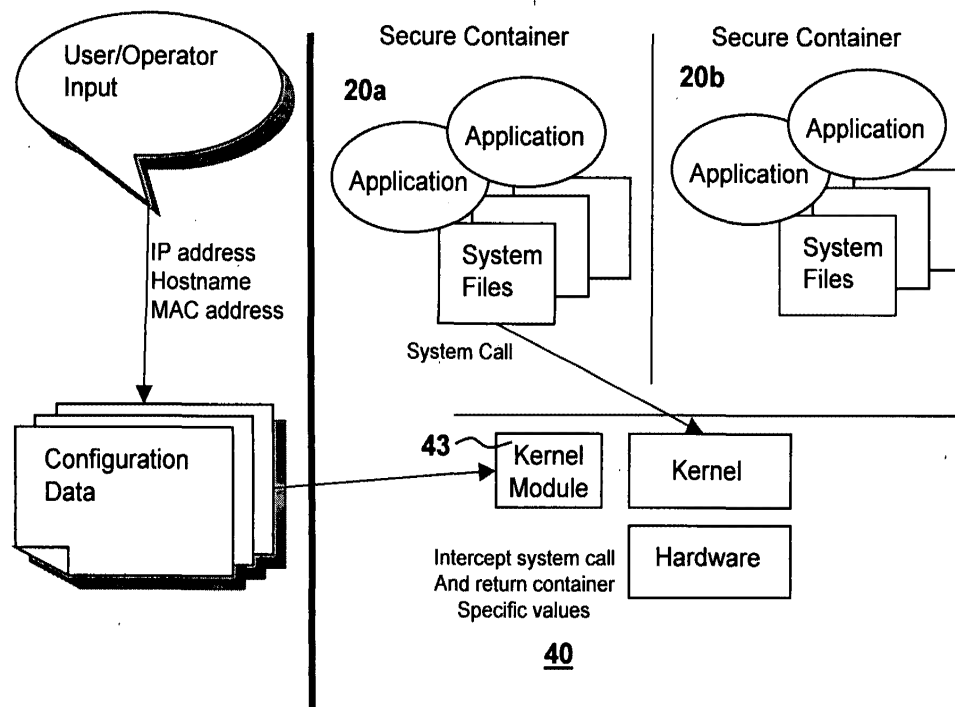 User/Operator
Input
IP address
Hostname
MAC address
Configuration
Data
Secure Container
20a
Application
Application
System
Files
System Call
Secure Container
20b
Application
Application
System
Files
43
Kernel
Module
Kernel
Hardware
Intercept system call
And return container
Specific values
40